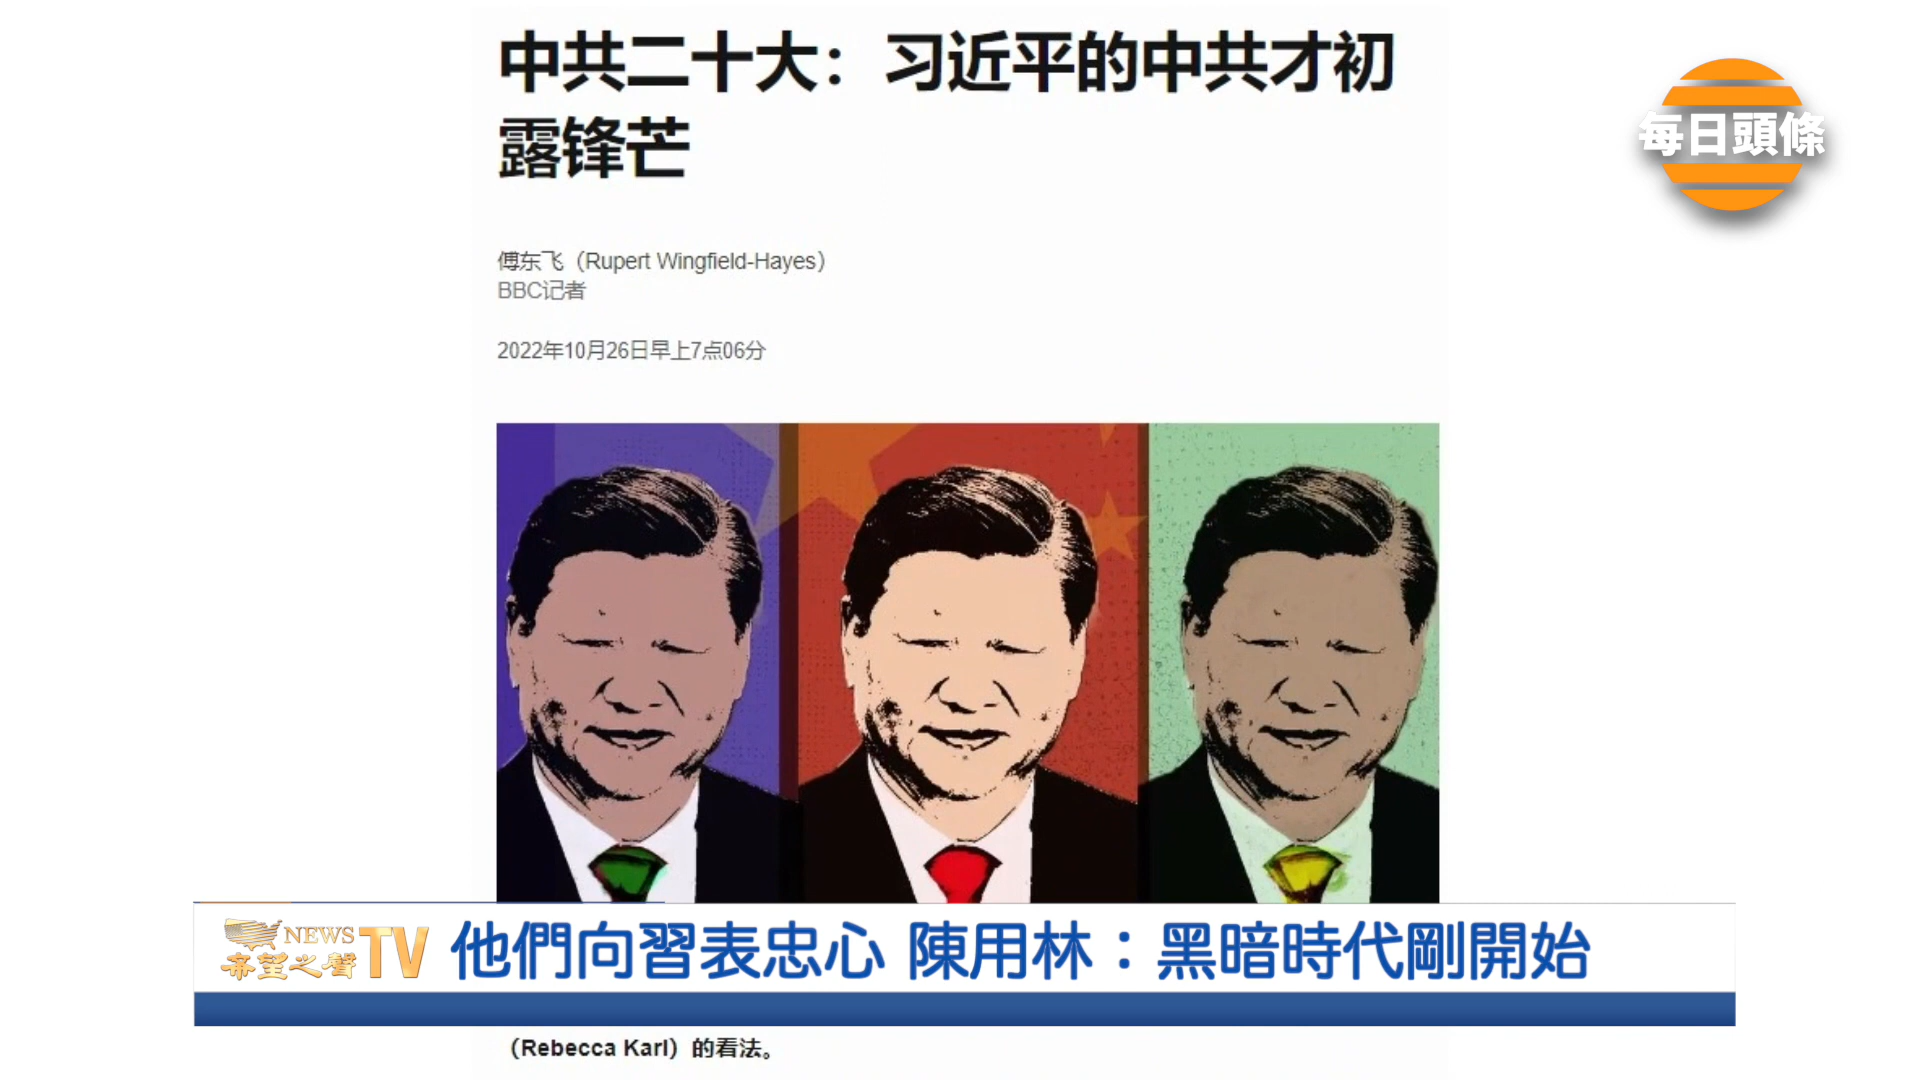 中共二十大：习近平的中共才初
露锋芒
每日頭條
傅东飞（Rupert Wingfield-Hayes）
BBC记者
2022年10月26日早上7点06分
NEWS
希望之聲
TV
他們向習表忠心 陳用林：黑暗時代剛開始
（Rebecca Karl）的看法。